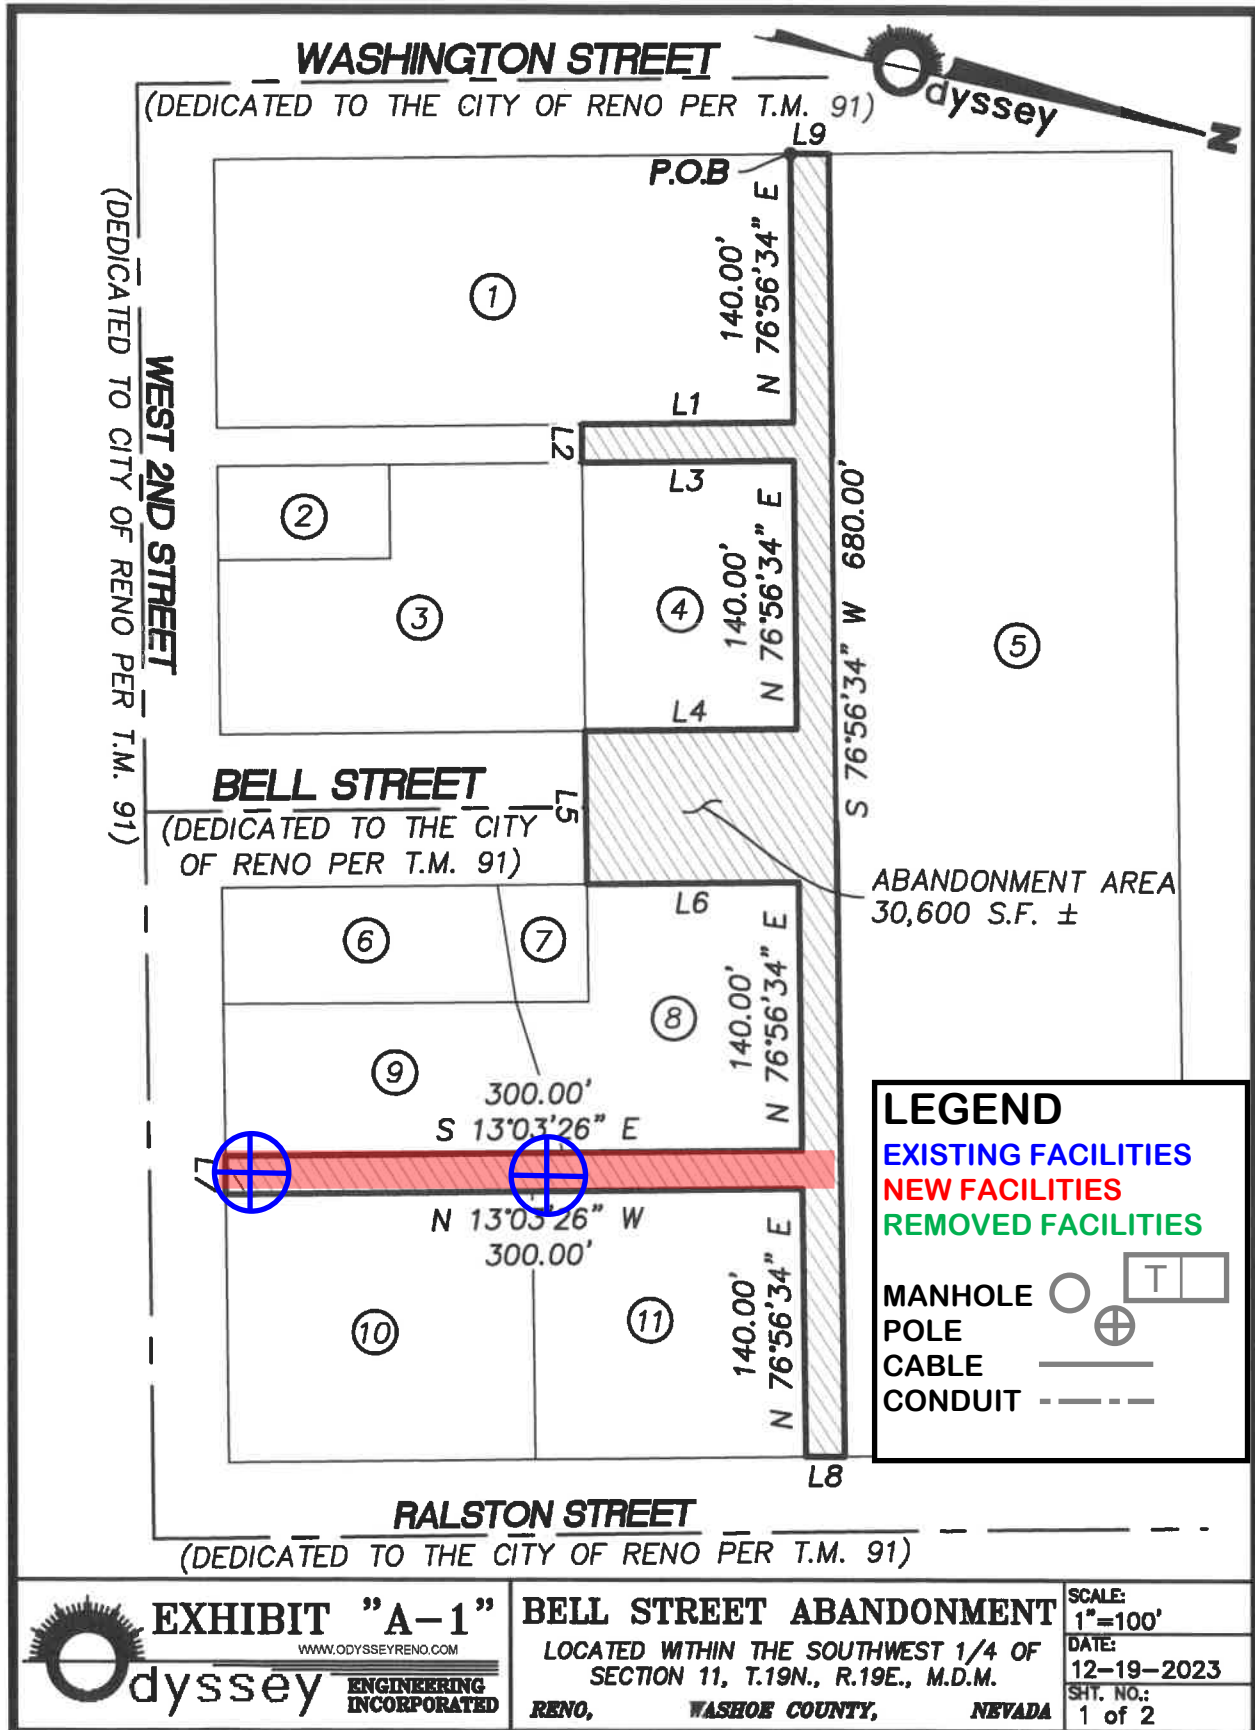 WASHINGTON STREET
(DEDICATED TO THE CITY OF RENO PER T.M. 91)
Odyssey
N
L9
P.O.B
140.00'
N 76°56'34" E
1
WEST 2ND STREET
(DEDICATED TO CITY OF RENO PER T.M. 91)
L1
L2
L3
2
3
4
140.00'
N 76°56'34" E
S 76°56'34" W 680.00'
5
L4
BELL STREET
L5
(DEDICATED TO THE CITY
OF RENO PER T.M. 91)
ABANDONMENT AREA
30,600 S.F. ±
L6
6
7
8
140.00'
N 76°56'34" E
9
300.00'
S 13°03'26" E
L7
N 13°03'26" W
300.00'
10
11
140.00'
N 76°56'34" E
L8
LEGEND
EXISTING FACILITIES
NEW FACILITIES
REMOVED FACILITIES
MANHOLE
T
POLE
CABLE
CONDUIT
RALSTON STREET
(DEDICATED TO THE CITY OF RENO PER T.M. 91)
EXHIBIT "A-1"
WWW.ODYSSEYRENO.COM
Odyssey
ENGINEERING
INCORPORATED
BELL STREET ABANDONMENT
LOCATED WITHIN THE SOUTHWEST 1/4 OF
SECTION 11, T.19N., R.19E., M.D.M.
RENO, WASHOE COUNTY, NEVADA
SCALE:
1"=100'
DATE:
12-19-2023
SHT. NO.:
1 of 2